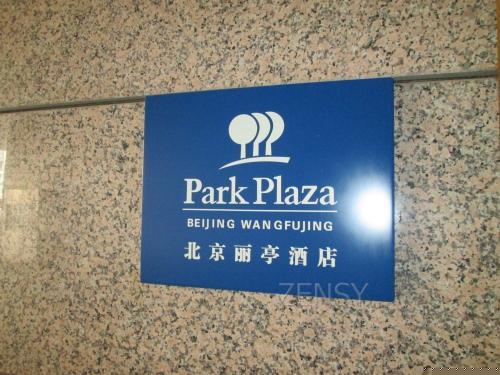 Park Plaza
BEIJING WANGFUJING
北京丽亭酒店
ZENSY